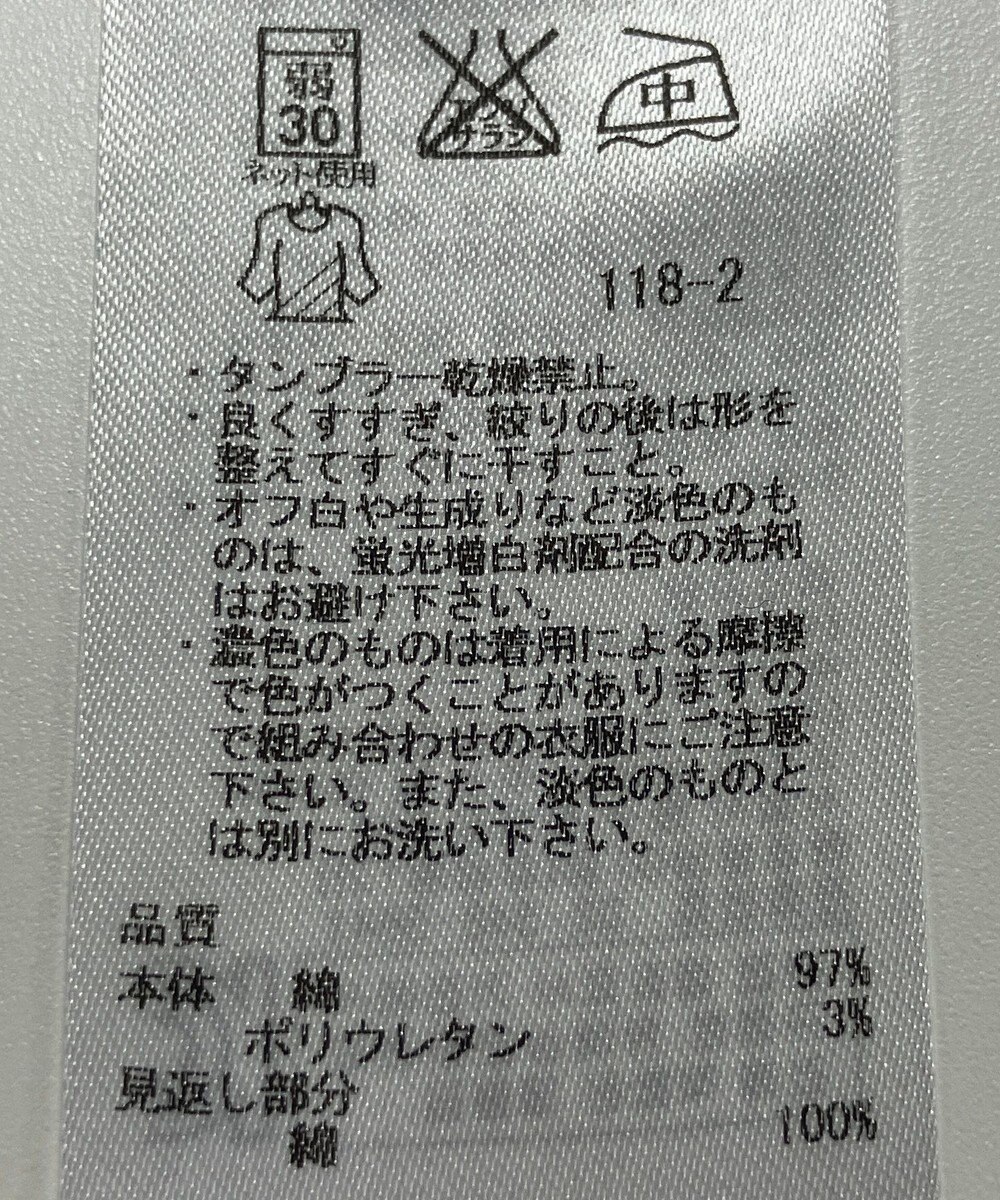 弱
30
ネット使用
エンソ
サラシ
中
118-2
・タンブラー乾燥禁止。
・良くすすぎ、絞りの後は形を
整えてすぐに干すこと。
・オフ白や生成りなど淡色のも
のは、蛍光増白剤配合の洗剤
はお避け下さい。
・濃色のものは着用による摩擦
で色がつくことがありますの
で組み合わせの衣服にご注意
下さい。また、淡色のものと
は別にお洗い下さい。
品質
本体 綿 97%
ポリウレタン 3%
見返し部分
綿 100%